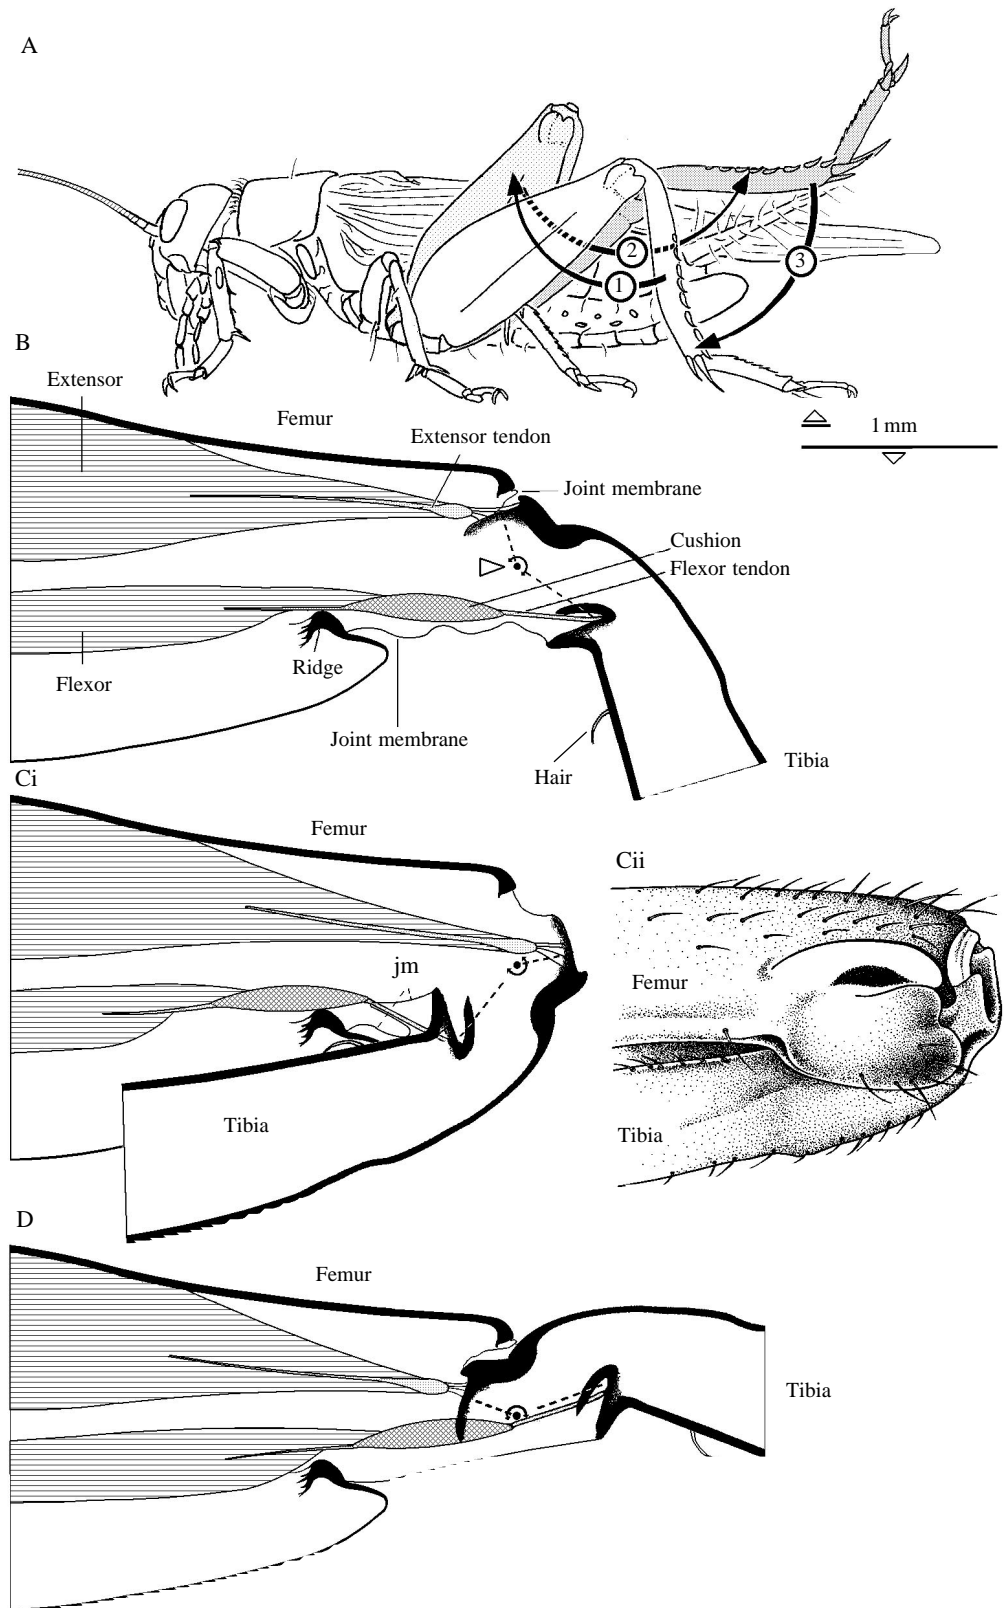 A
2
1
3
B
Extensor
Femur
Extensor tendon
1 mm
Joint membrane
Cushion
Flexor tendon
Ridge
Flexor
Joint membrane
Hair
Tibia
Ci
Femur
Cii
jm
Femur
Tibia
Tibia
D
Femur
Tibia